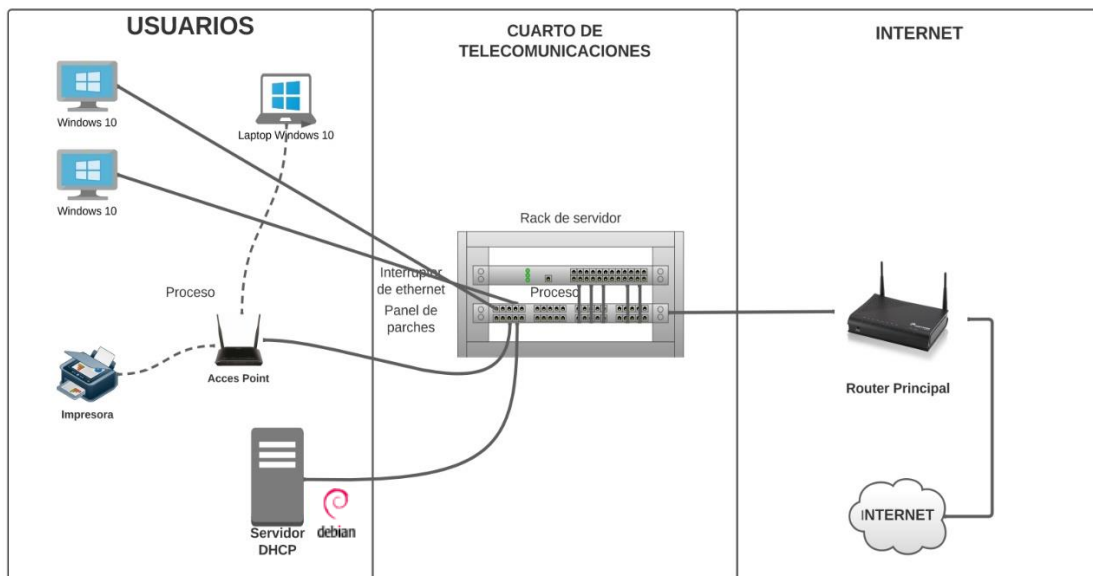 USUARIOS
CUARTO DE
TELECOMUNICACIONES
INTERNET
Windows 10
Laptop Windows 10
Windows 10
Rack de servidor
Interruptor
de ethernet
Proceso
Proceso
Panel de
parches
Acces Point
Impresora
Router Principal
Servidor
DHCP
debian
INTERNET